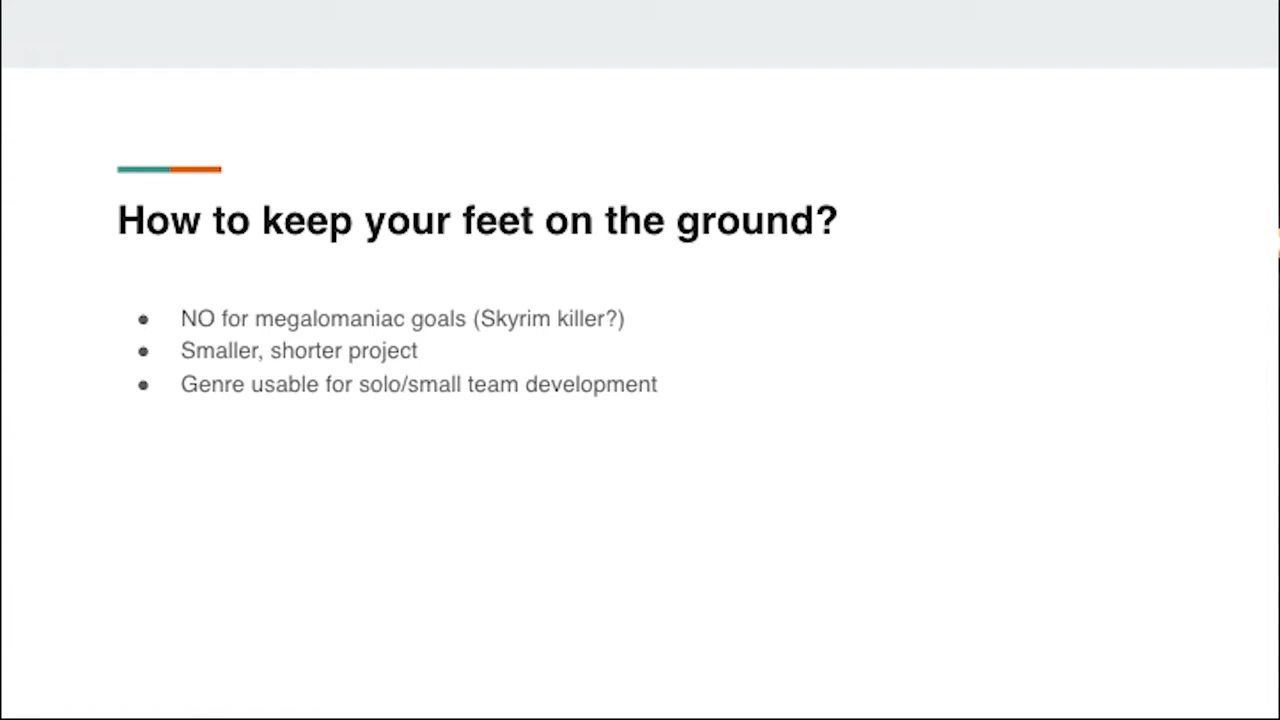 How to keep your feet on the ground?
● NO for megalomaniac goals (Skyrim killer?)
● Smaller, shorter project
● Genre usable for solo/small team development